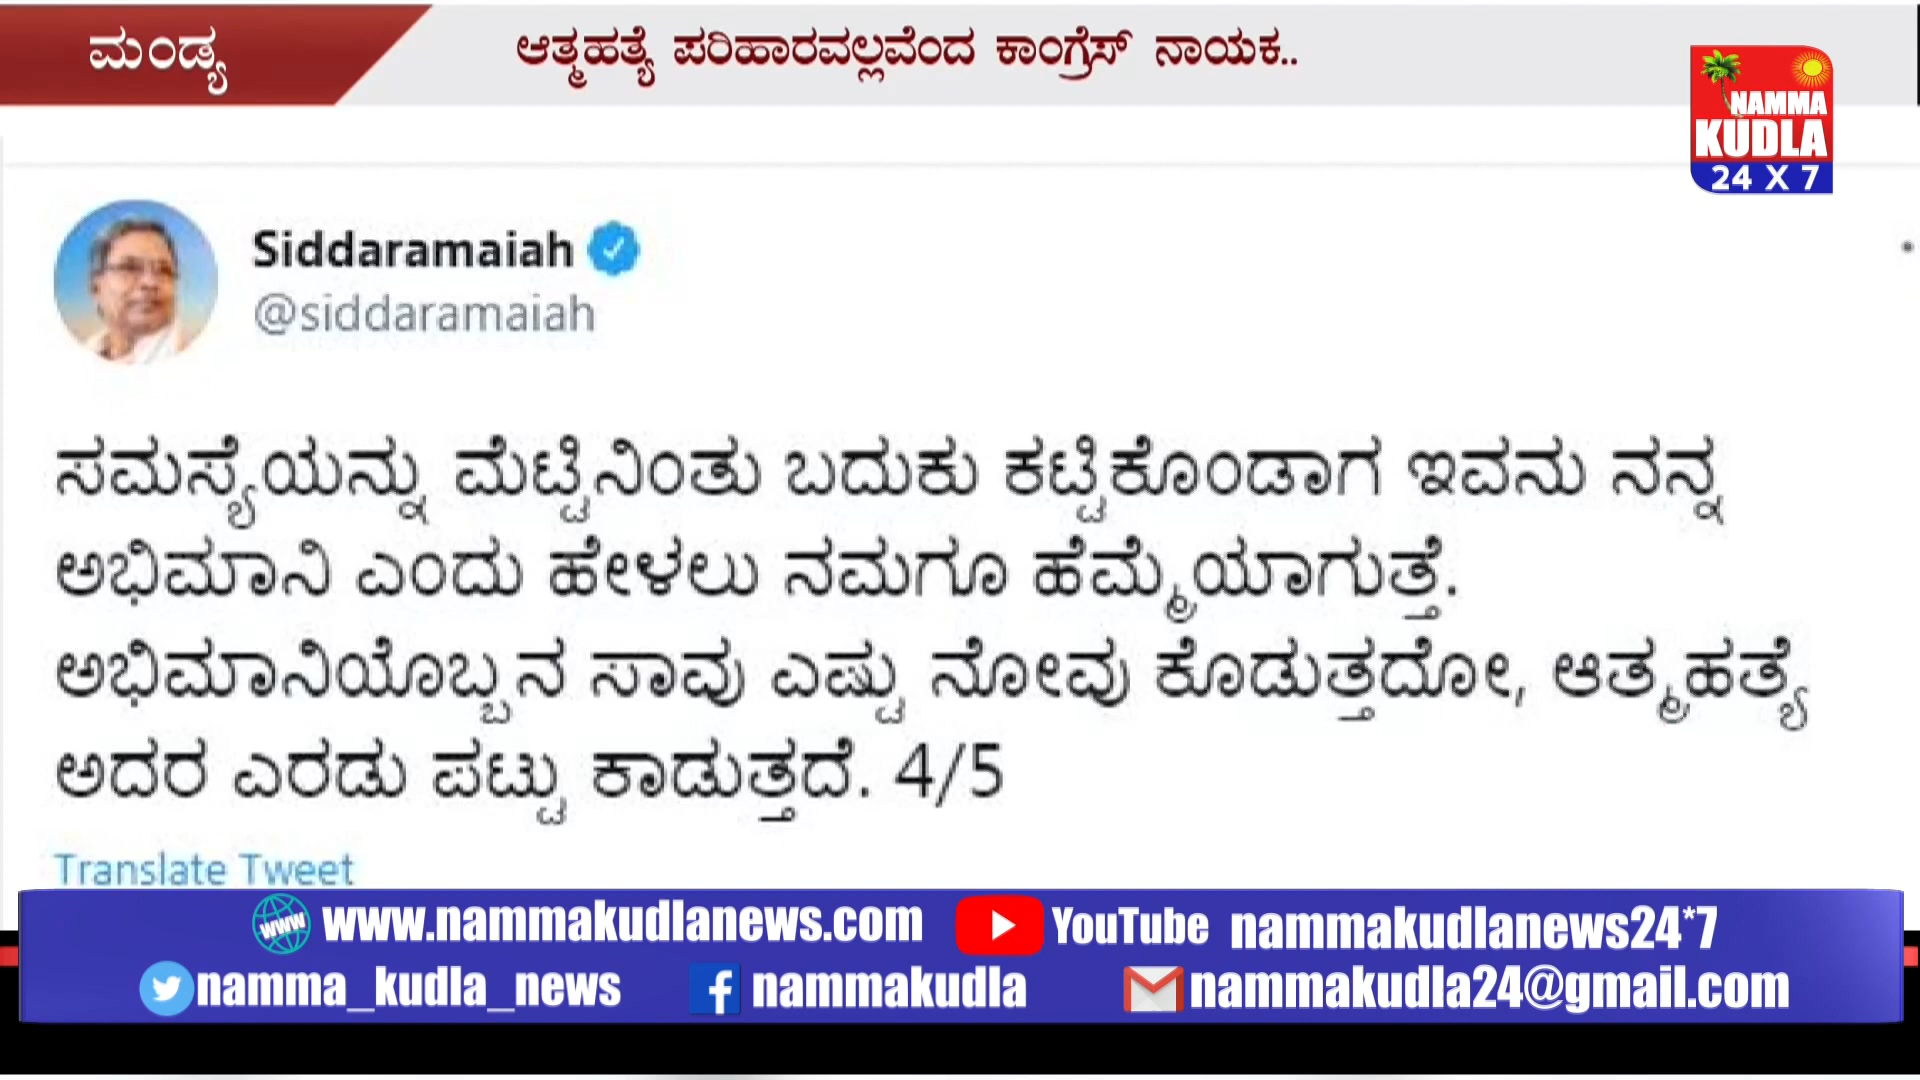 ಮಂಡ್ಯ
ಆತ್ಮಹತ್ಯೆ ಪರಿಹಾರವಲ್ಲವೆಂದ ಕಾಂಗ್ರೆಸ್ ನಾಯಕ..
NAMMA
KUDLA
24 X 7
Siddaramaiah
@siddaramaiah
ಸಮಸ್ಯೆಯನ್ನು ಮೆಟ್ಟಿನಿಂತು ಬದುಕು ಕಟ್ಟಿಕೊಂಡಾಗ ಇವನು ನನ್ನ
ಅಭಿಮಾನಿ ಎಂದು ಹೇಳಲು ನಮಗೂ ಹೆಮ್ಮೆಯಾಗುತ್ತೆ.
ಅಭಿಮಾನಿಯೊಬ್ಬನ ಸಾವು ಎಷ್ಟು ನೋವು ಕೊಡುತ್ತದೋ, ಆತ್ಮಹತ್ಯೆ
ಅದರ ಎರಡು ಪಟ್ಟು ಕಾಡುತ್ತದೆ. 4/5
Translate Tweet
www www.nammakudlanews.com YouTube nammakudlanews24*7
namma_kudla_news f nammakudla nammakudla24@gmail.com